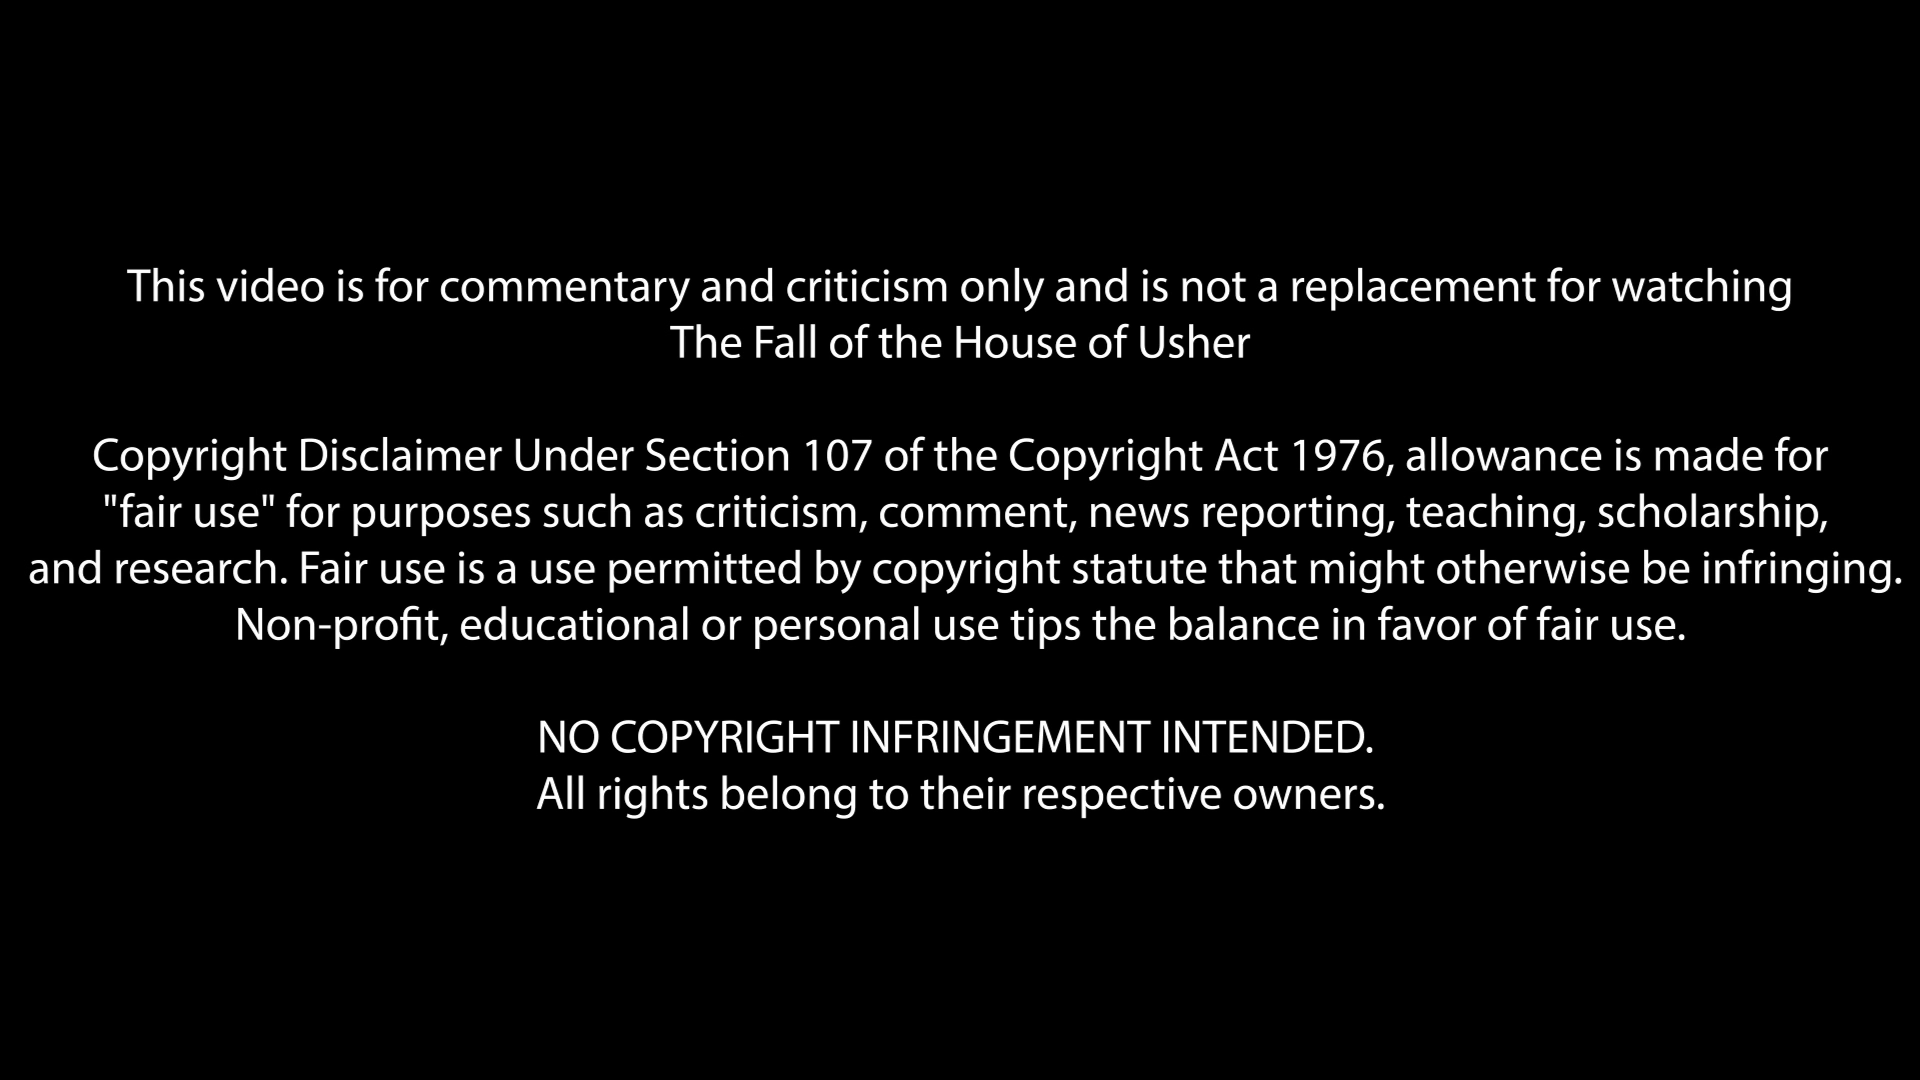 This video is for commentary and criticism only and is not a replacement for watching
The Fall of the House of Usher
Copyright Disclaimer Under Section 107 of the Copyright Act 1976, allowance is made for
"fair use" for purposes such as criticism, comment, news reporting, teaching, scholarship,
and research. Fair use is a use permitted by copyright statute that might otherwise be infringing.
Non-profit, educational or personal use tips the balance in favor of fair use.
NO COPYRIGHT INFRINGEMENT INTENDED.
All rights belong to their respective owners.